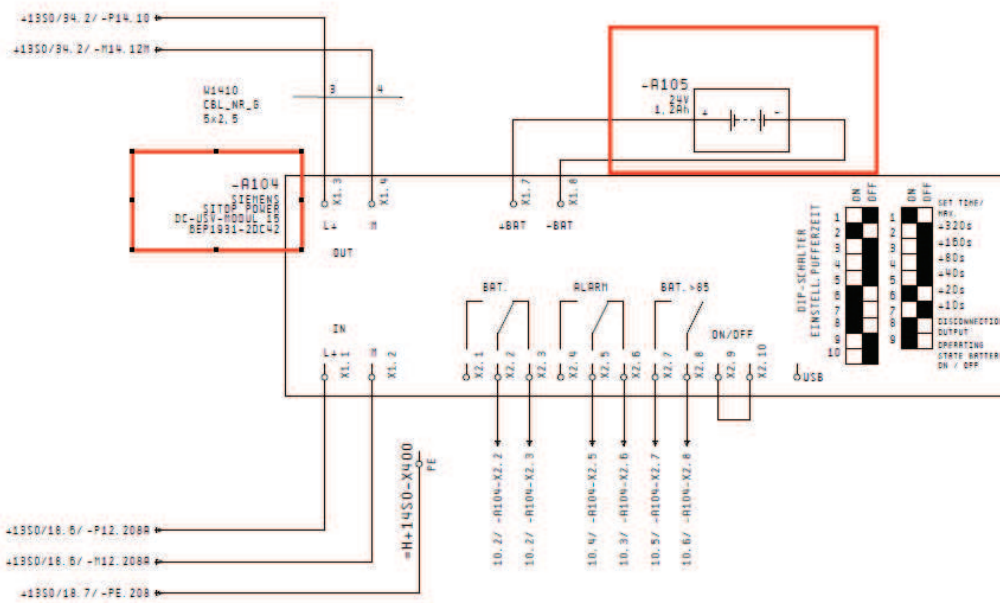 +13S0/34.2/ -P14.10
+13S0/34.2/ -M14.12M
W1410
CBL_NR_G
5x2,5
3
4
-A105
24V
1,2Ah
+
-
-A104
SIEMENS
SITOP POWER
DC-USV-MODUL 15
6EP1931-2DC42
X1.3
X1.4
X1.7
X1.8
L+
M
+BAT
-BAT
OUT
BAT.
ALARM
BAT.>85
ON/OFF
IN
L+
M
X1.1
X1.2
X2.1
X2.2
X2.3
X2.4
X2.5
X2.6
X2.7
X2.8
X2.9
X2.10
USB
DIP-SCHALTER
EINSTELL.PUFFERZEIT
ON
OFF
1
2
3
4
5
6
7
8
9
10
ON
OFF
1
2
3
4
5
6
7
8
9
SET TIME/
MAX.
+320s
+160s
+80s
+40s
+20s
+10s
DISCONNECTION
OUTPUT
OPERATING
STATE BATTER
ON / OFF
=H+14S0-X400
PE
10.2/ -A104-X2.2
10.2/ -A104-X2.3
10.4/ -A104-X2.5
10.3/ -A104-X2.6
10.5/ -A104-X2.7
10.6/ -A104-X2.8
+13S0/18.6/ -P12.208A
+13S0/18.6/ -M12.208A
+13S0/18.7/ -PE.208